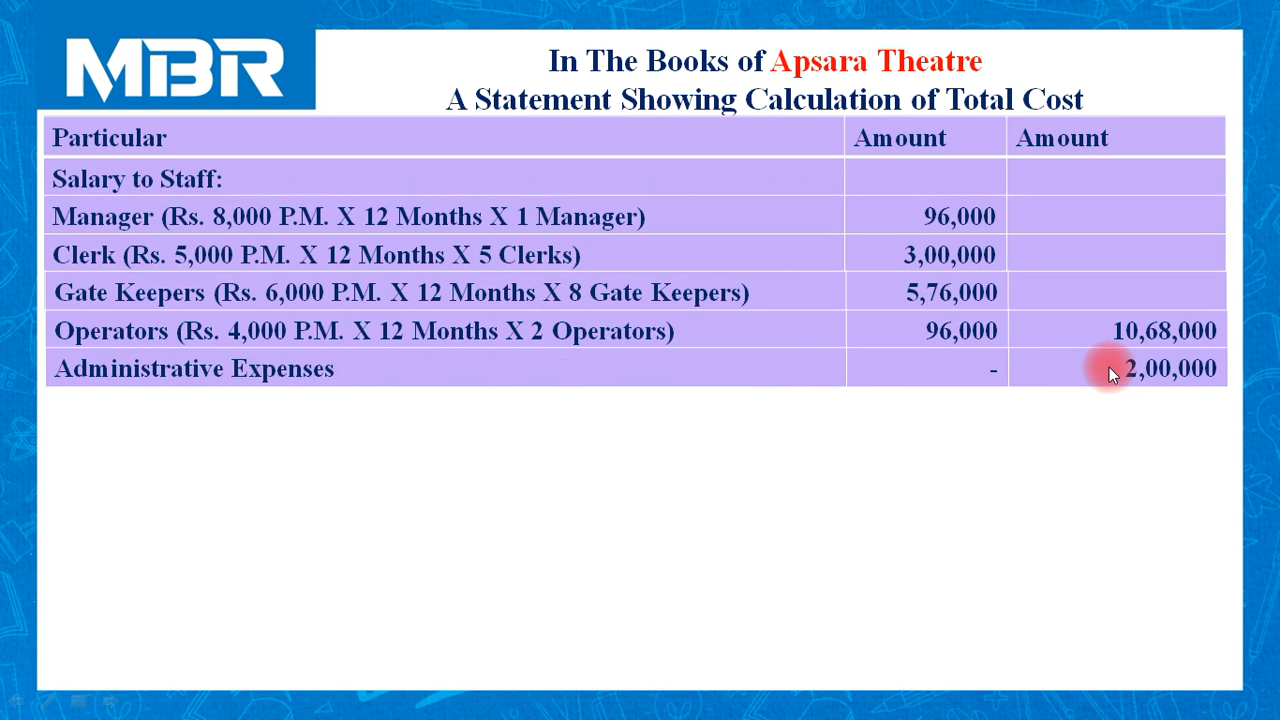 MBR
In The Books of Apsara Theatre
A Statement Showing Calculation of Total Cost
Particular Amount Amount
Salary to Staff:
Manager (Rs. 8,000 P.M. X 12 Months X 1 Manager) 96,000
Clerk (Rs. 5,000 P.M. X 12 Months X 5 Clerks) 3,00,000
Gate Keepers (Rs. 6,000 P.M. X 12 Months X 8 Gate Keepers) 5,76,000
Operators (Rs. 4,000 P.M. X 12 Months X 2 Operators) 96,000 10,68,000
Administrative Expenses - 2,00,000